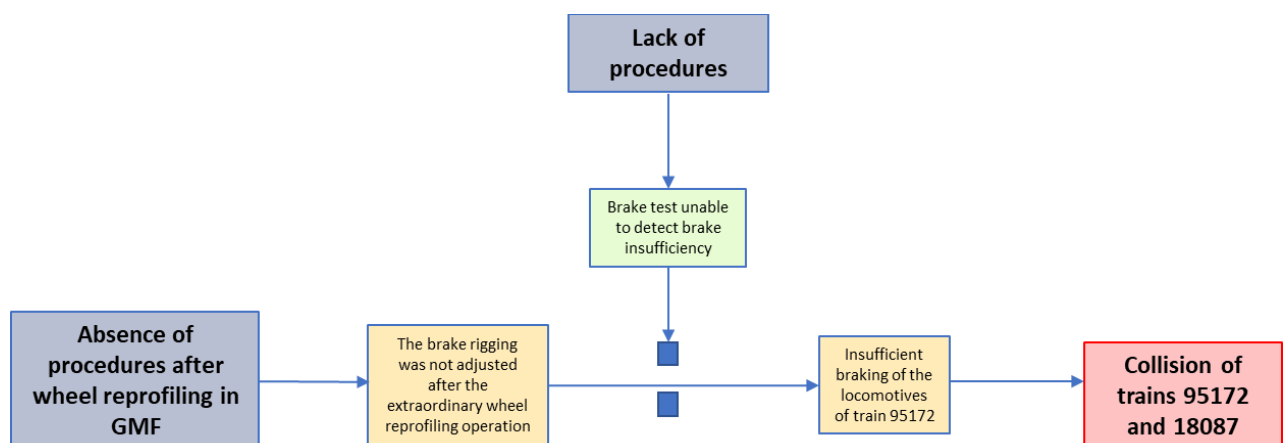 Lack of
procedures
Brake test unable
to detect brake
insufficiency
Absence of
procedures after
wheel reprofiling in
GMF
The brake rigging
was not adjusted
after the
extraordinary wheel
reprofiling operation
Insufficient
braking of the
locomotives
of train 95172
Collision of
trains 95172
and 18087